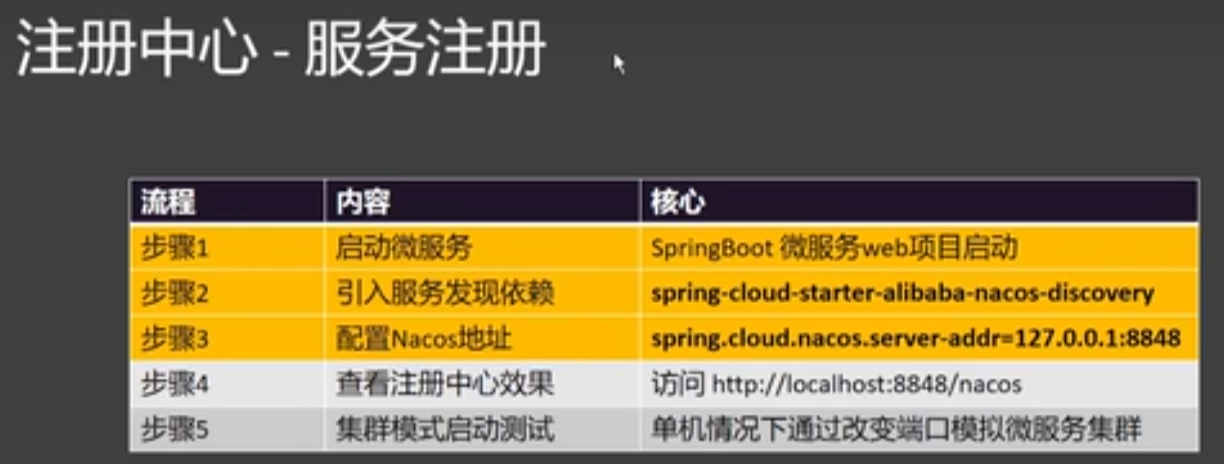 注册中心 - 服务注册
流程 内容 核心
步骤1 启动微服务 SpringBoot 微服务web项目启动
步骤2 引入服务发现依赖 spring-cloud-starter-alibaba-nacos-discovery
步骤3 配置Nacos地址 spring.cloud.nacos.server-addr=127.0.0.1:8848
步骤4 查看注册中心效果 访问 http://localhost:8848/nacos
步骤5 集群模式启动测试 单机情况下通过改变端口模拟微服务集群